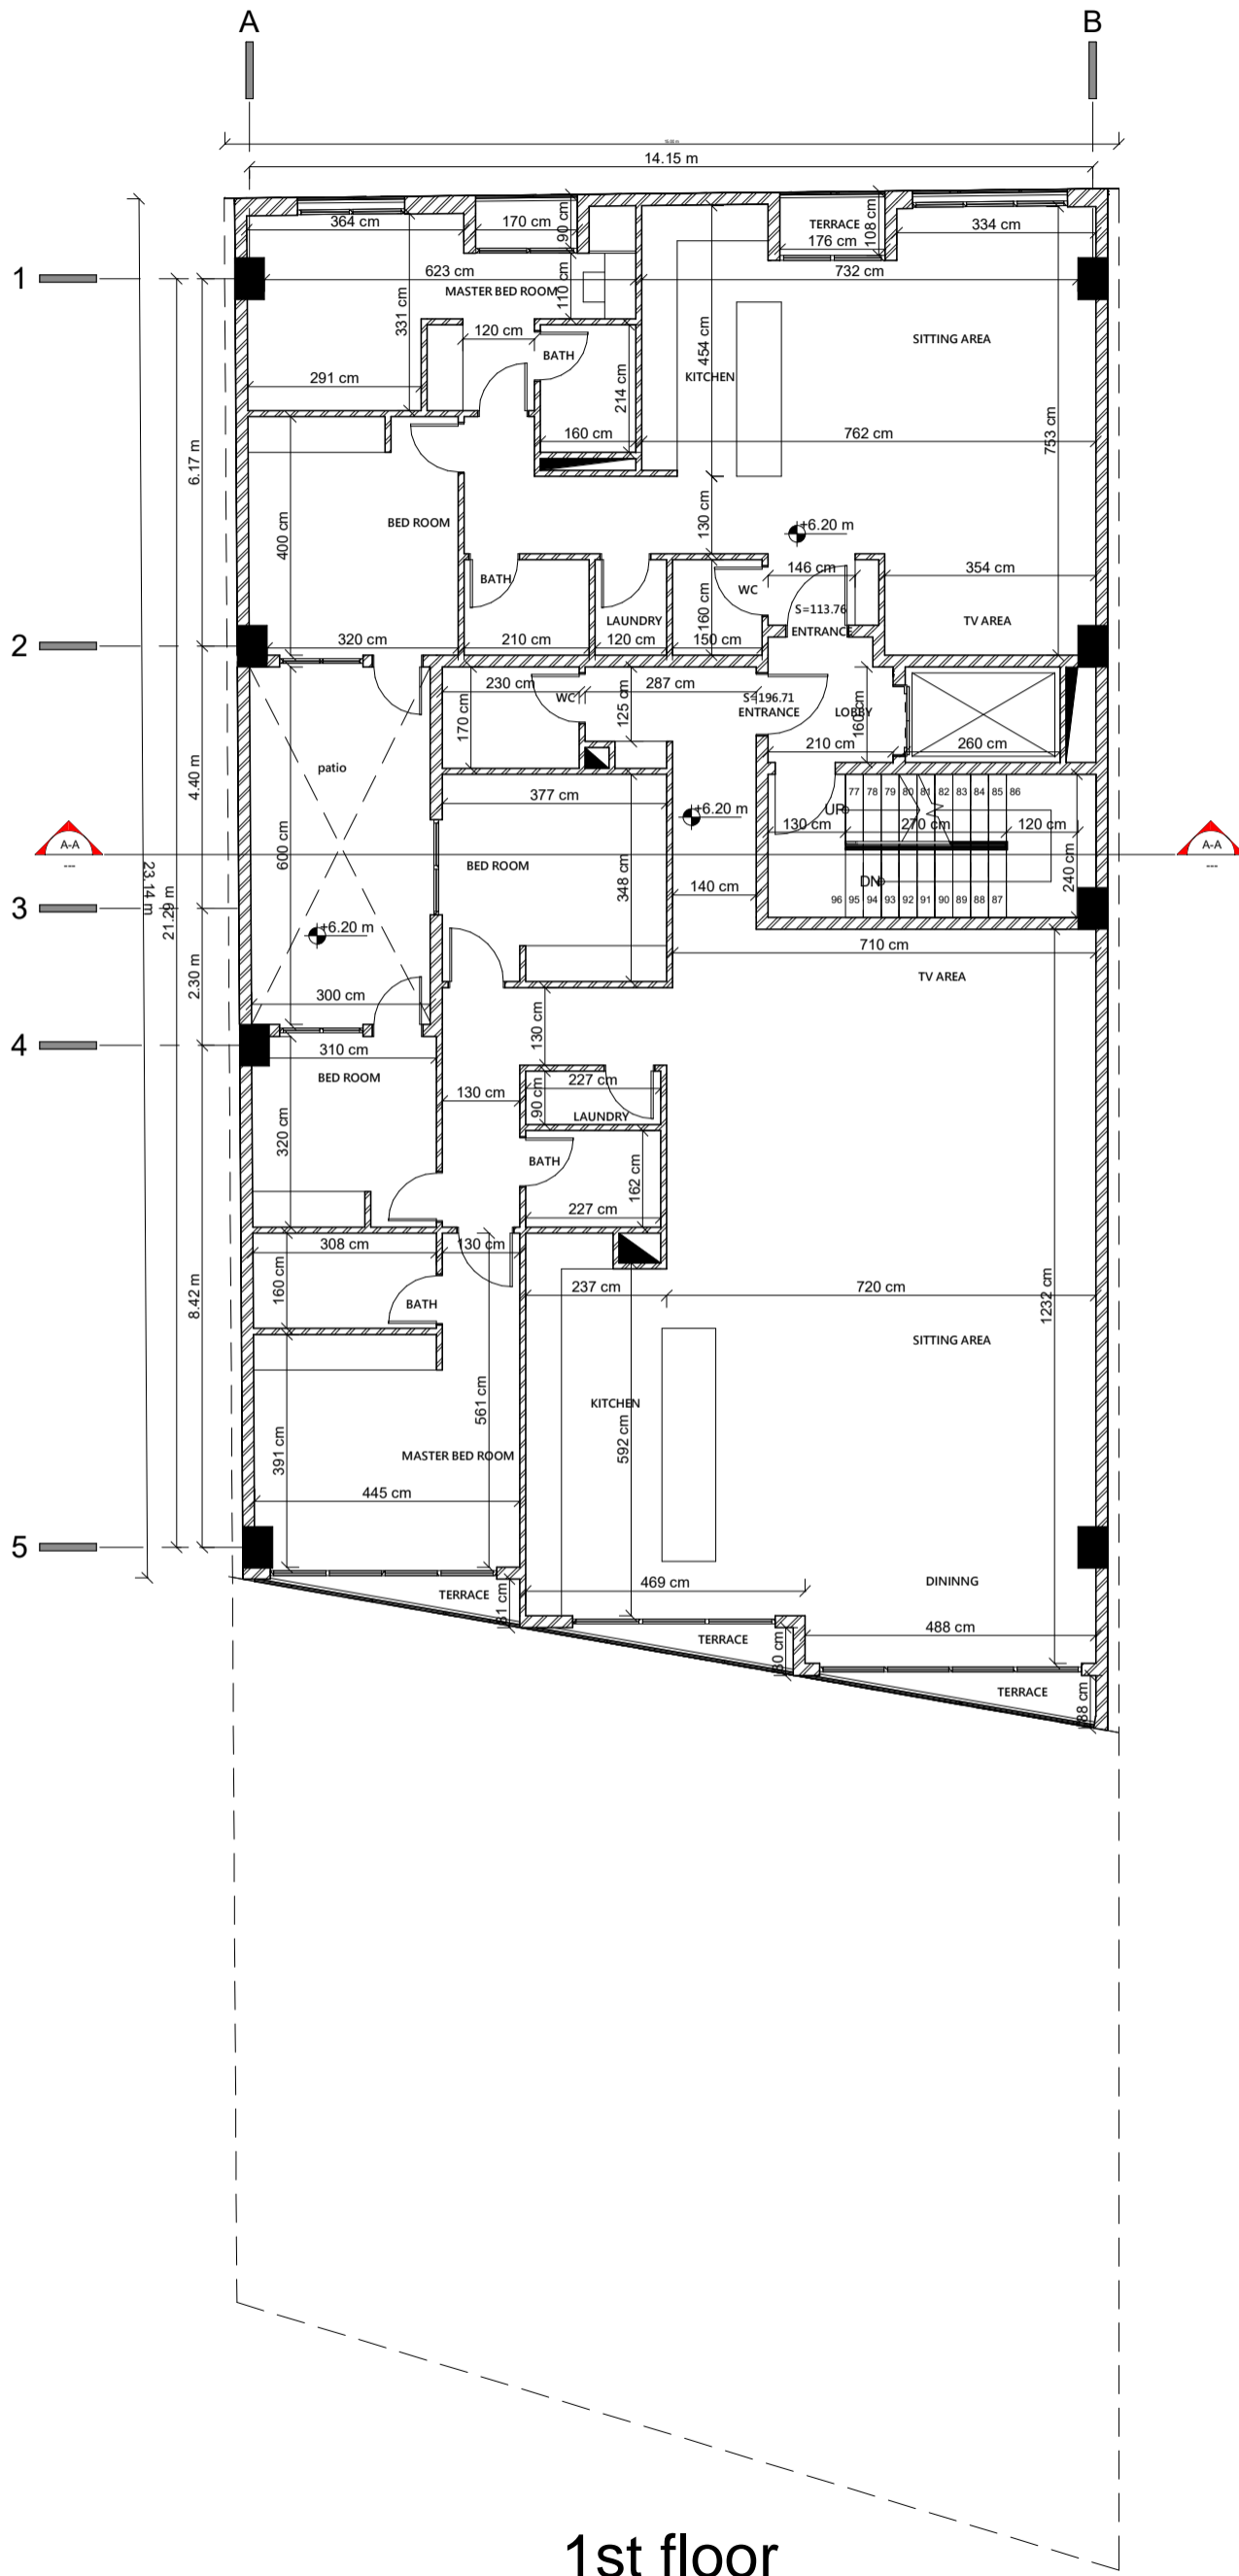 A
B
14.15 m
364 cm
170 cm
90 cm
TERRACE
176 cm
108 cm
334 cm
1
623 cm
732 cm
MASTER BED ROOM
110 cm
331 cm
120 cm
BATH
454 cm
SITTING AREA
KITCHEN
291 cm
214 cm
160 cm
762 cm
753 cm
6.17 m
BED ROOM
400 cm
130 cm
+6.20 m
146 cm
354 cm
BATH
WC
S=113.76
LAUNDRY
160 cm
ENTRANCE
TV AREA
2
320 cm
210 cm
120 cm
150 cm
230 cm
WC
287 cm
S=196.71
ENTRANCE
LOBBY
125 cm
170 cm
160 cm
210 cm
260 cm
patio
4.40 m
377 cm
77 78 79 80 81 82 83 84 85 86
UP
+6.20 m
130 cm
270 cm
120 cm
A-A
---
A-A
---
600 cm
BED ROOM
348 cm
DN
240 cm
140 cm
96 95 94 93 92 91 90 89 88 87
23.14 m
21.29 m
3
+6.20 m
710 cm
TV AREA
2.30 m
300 cm
130 cm
4
310 cm
BED ROOM
130 cm
227 cm
90 cm
LAUNDRY
320 cm
BATH
162 cm
227 cm
308 cm
130 cm
160 cm
237 cm
720 cm
8.42 m
BATH
1232 cm
SITTING AREA
561 cm
KITCHEN
592 cm
391 cm
MASTER BED ROOM
445 cm
5
469 cm
DININNG
TERRACE
488 cm
TERRACE
TERRACE
88 cm
1st floor